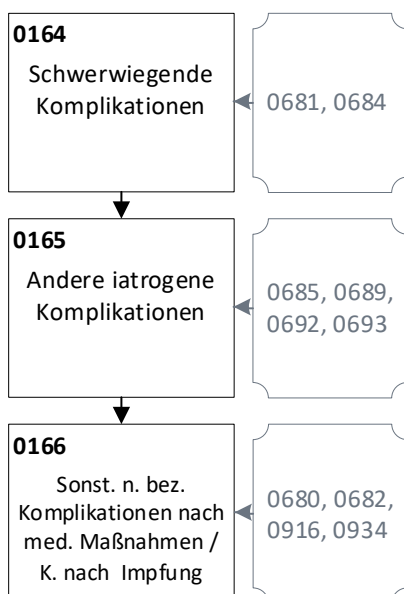 0164
Schwerwiegende
Komplikationen
0681, 0684
0165
Andere iatrogene
Komplikationen
0685, 0689,
0692, 0693
0166
Sonst. n. bez.
Komplikationen nach
med. Maßnahmen /
K. nach Impfung
0680, 0682,
0916, 0934